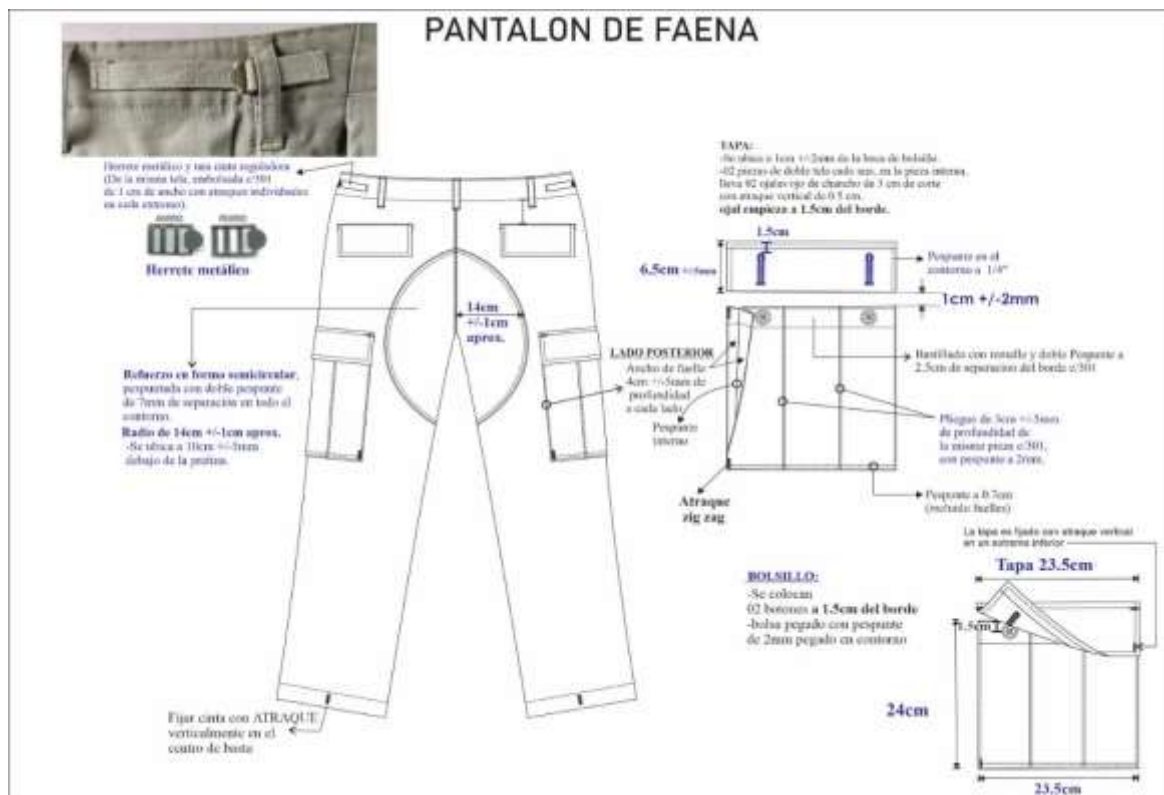 PANTALON DE FAENA
Herrete metálico y una cinta reguladora
(De la misma tela, embolsada c/301
de 1 cm de ancho con atraques individuales
en cada extremo).
Herrete metálico
Refuerzo en forma semicircular,
pespuntada con doble pespunte
de 7mm de separación en todo el
contorno.
Radio de 14cm +/-1cm aprox.
-Se ubica a 10cm +/-5mm
debajo de la pretina.
14cm
+/-1cm
aprox.
Fijar cinta con ATRAQUE
verticalmente en el
centro de basta
TAPA:
-Se ubica a 1cm +/-2mm de la boca de bolsillo.
-02 piezas de doble tela cada una, en la pieza interna,
lleva 02 ojales ojo de chancho de 3 cm de corte
con atraque vertical de 0.5 cm.
ojal empieza a 1.5cm del borde.
1.5cm
6.5cm +/-5mm
Pespunte en el
contorno a 1/4"
1cm +/-2mm
LADO POSTERIOR
Ancho de fuelle
4cm +/-5mm de
profundidad
a cada lado
Pespunte
interno
Bastillado con remalle y doble Pespunte a
2.5cm de separacion del borde c/301
Pliegue de 3cm +/-5mm
de profundidad de
la misma pieza c/301,
con pespunte a 2mm.
Atraque
zig zag
Pespunte a 0.7cm
(incluido fuelles)
La tapa es fijado con atraque vertical
en un extremo inferior
Tapa 23.5cm
BOLSILLO:
-Se colocan
02 botones a 1.5cm del borde
-bolsa pegado con pespunte
de 2mm pegado en contorno
1.5cm
24cm
23.5cm